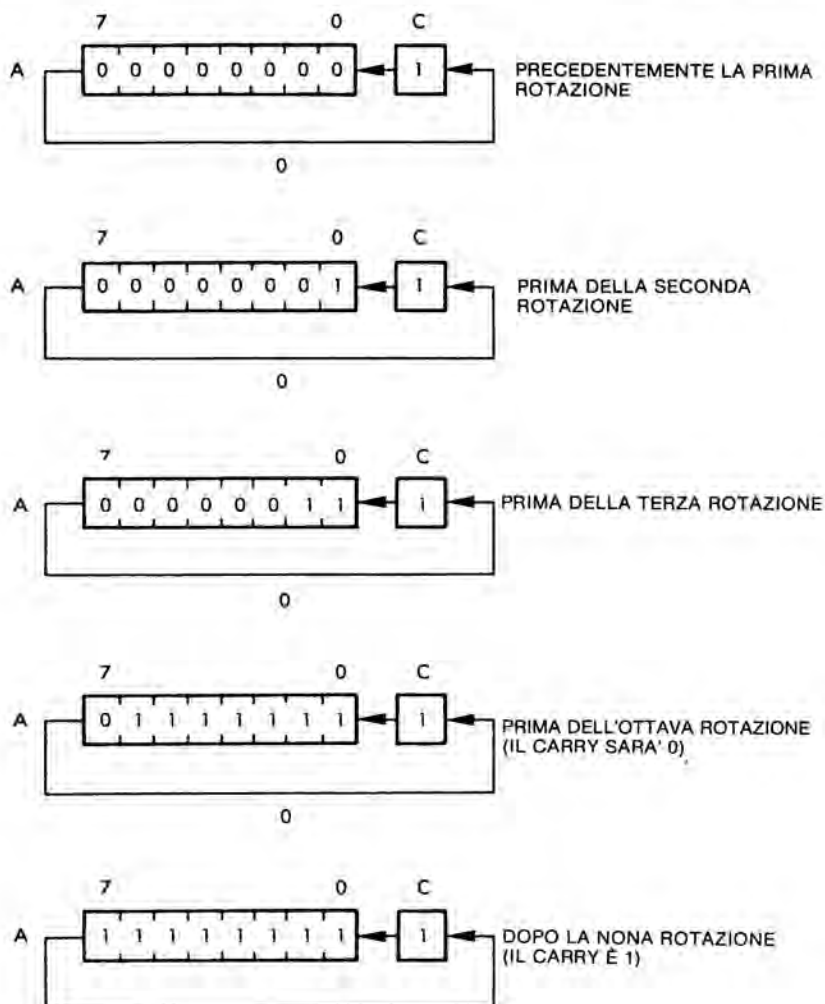 7 0 C
A 0 0 0 0 0 0 0 0 1 PRECEDENTEMENTE LA PRIMA
ROTAZIONE
0
7 0 C
A 0 0 0 0 0 0 0 1 1 PRIMA DELLA SECONDA
ROTAZIONE
0
7 0 C
A 0 0 0 0 0 0 1 1 1 PRIMA DELLA TERZA ROTAZIONE
0
7 0 C
A 0 1 1 1 1 1 1 1 1 PRIMA DELL'OTTAVA ROTAZIONE
(IL CARRY SARA' 0)
0
7 0 C
A 1 1 1 1 1 1 1 1 1 DOPO LA NONA ROTAZIONE
(IL CARRY È 1)